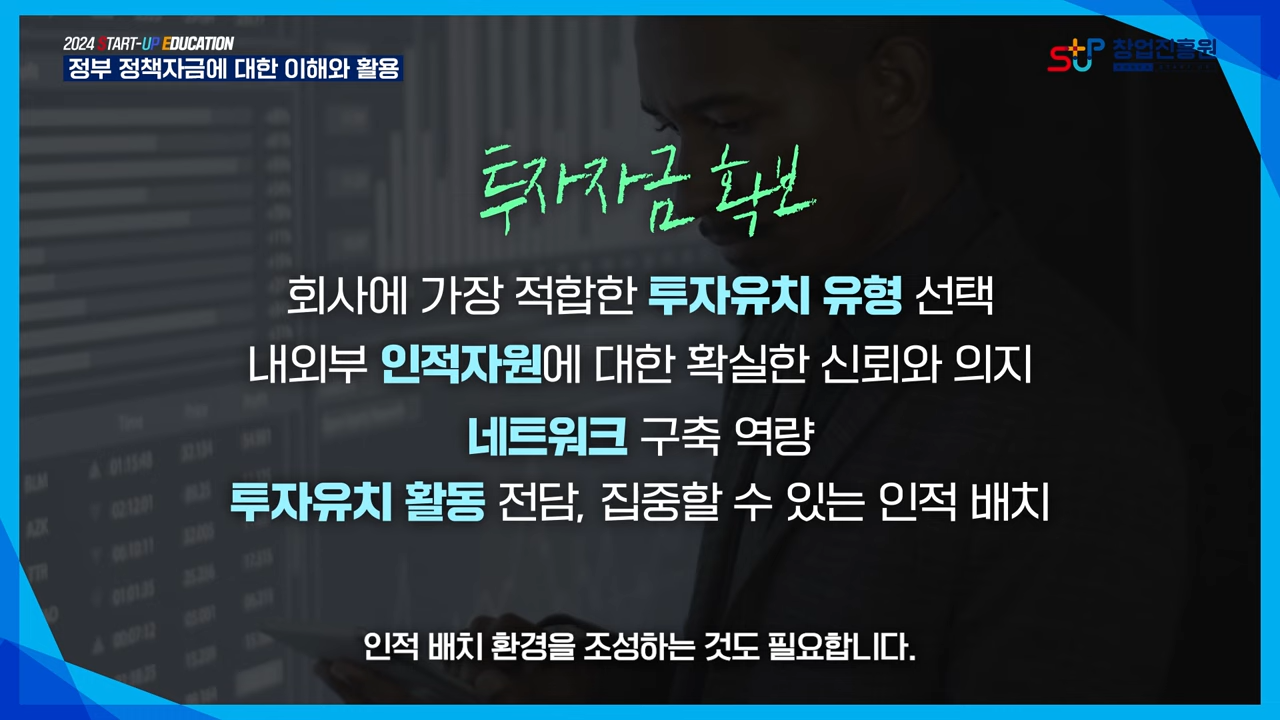 2024 START-UP EDUCATION
정부 정책자금에 대한 이해와 활용
STUP 창업진흥원
투자자금 확보
회사에 가장 적합한 투자유치 유형 선택
내외부 인적자원에 대한 확실한 신뢰와 의지
네트워크 구축 역량
투자유치 활동 전담, 집중할 수 있는 인적 배치
인적 배치 환경을 조성하는 것도 필요합니다.